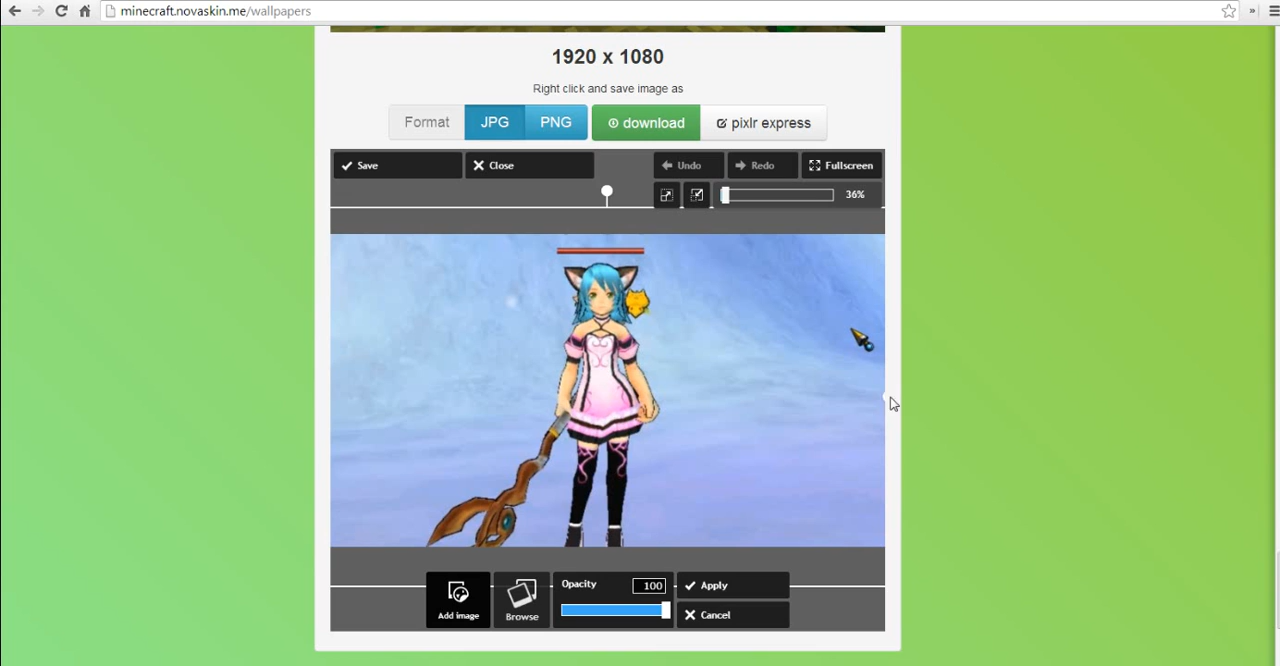 minecraft.novaskin.me/wallpapers
»
1920 x 1080
Right click and save image as
Format JPG PNG download pixlr express
Save Close Undo Redo Fullscreen
36%
Opacity 100 Apply
Add image Browse Cancel